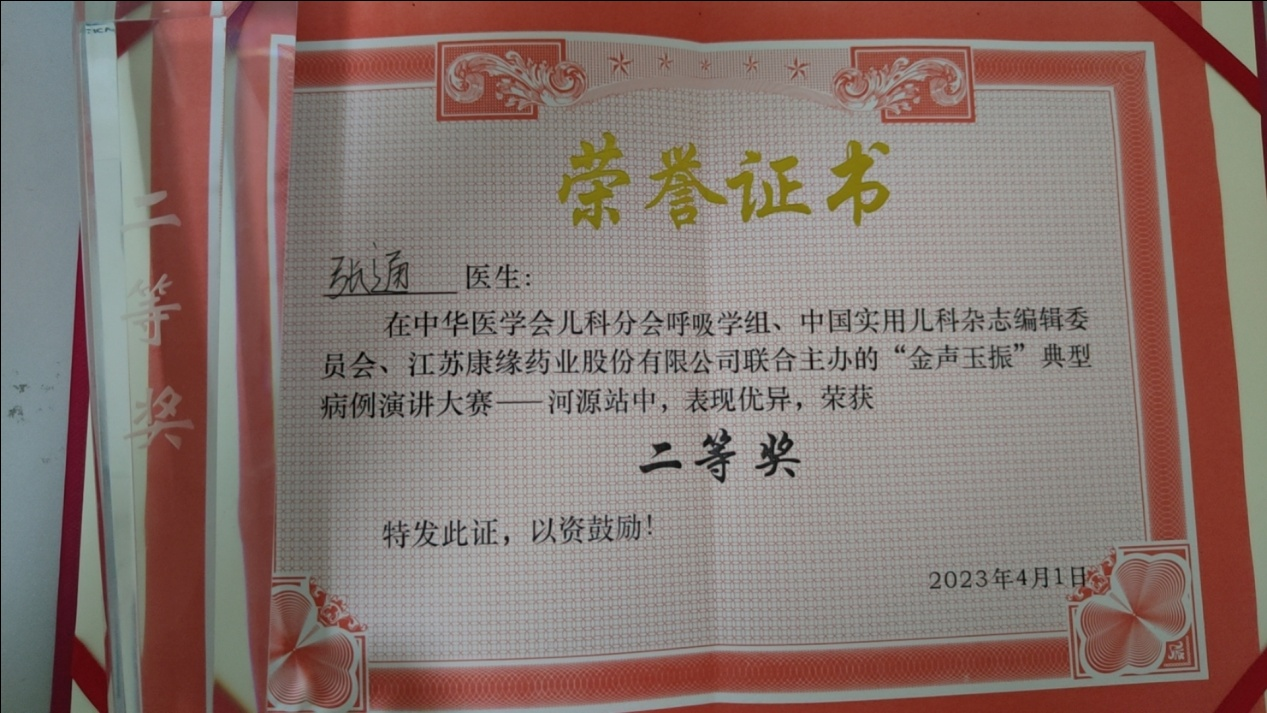 二等奖
荣誉证书
张通 医生:
在中华医学会儿科分会呼吸学组、中国实用儿科杂志编辑委
员会、江苏康缘药业股份有限公司联合主办的“金声玉振”典型
病例演讲大赛——河源站中，表现优异，荣获
二等奖
特发此证，以资鼓励!
2023年4月1日